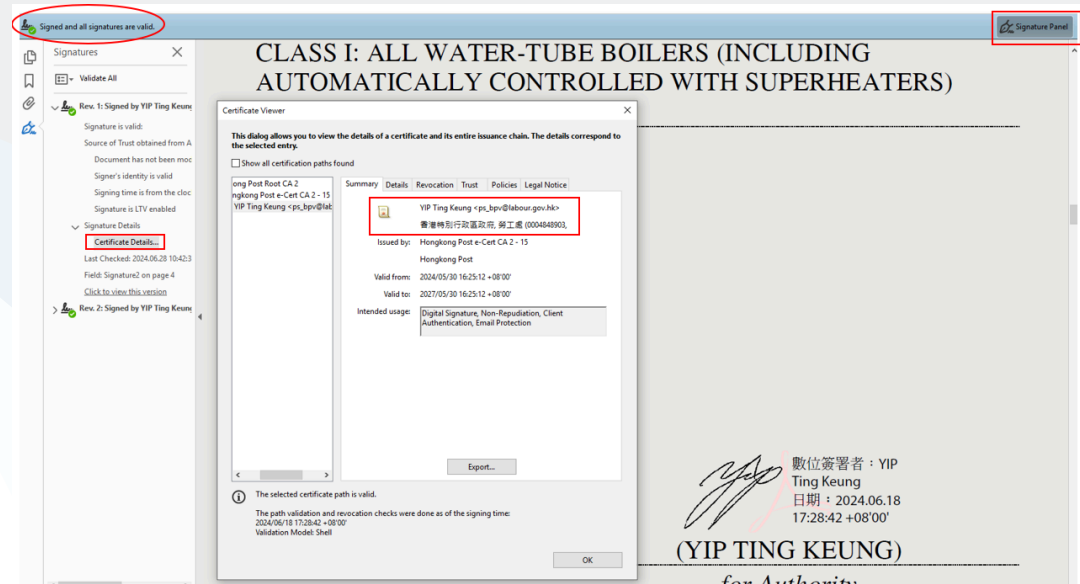 Signed and all signatures are valid.
Signature Panel
Signatures
Validate All
Rev. 1: Signed by YIP Ting Keung
Signature is valid:
Source of Trust obtained from A
Document has not been moc
Signer's identity is valid
Signing time is from the cloc
Signature is LTV enabled
Signature Details
Certificate Details...
Last Checked: 2024.06.28 10:42:3
Field: Signature2 on page 4
Click to view this version
Rev. 2: Signed by YIP Ting Keung
CLASS I: ALL WATER-TUBE BOILERS (INCLUDING
AUTOMATICALLY CONTROLLED WITH SUPERHEATERS)
Certificate Viewer
This dialog allows you to view the details of a certificate and its entire issuance chain. The details correspond to
the selected entry.
Show all certification paths found
ong Post Root CA 2
ngkong Post e-Cert CA 2 - 15
YIP Ting Keung <ps_bpv@lab
Summary Details Revocation Trust Policies Legal Notice
YIP Ting Keung <ps_bpv@labour.gov.hk>
香港特別行政區政府, 勞工處 (0004848903,
Issued by: Hongkong Post e-Cert CA 2 - 15
Hongkong Post
Valid from: 2024/05/30 16:25:12 +08'00'
Valid to: 2027/05/30 16:25:12 +08'00'
Intended usage: Digital Signature, Non-Repudiation, Client
Authentication, Email Protection
Export...
The selected certificate path is valid.
The path validation and revocation checks were done as of the signing time:
2024/06/18 17:28:42 +08'00'
Validation Model: Shell
OK
數位簽署者：YIP
Ting Keung
日期：2024.06.18
17:28:42 +08'00'
(YIP TING KEUNG)
for Authority